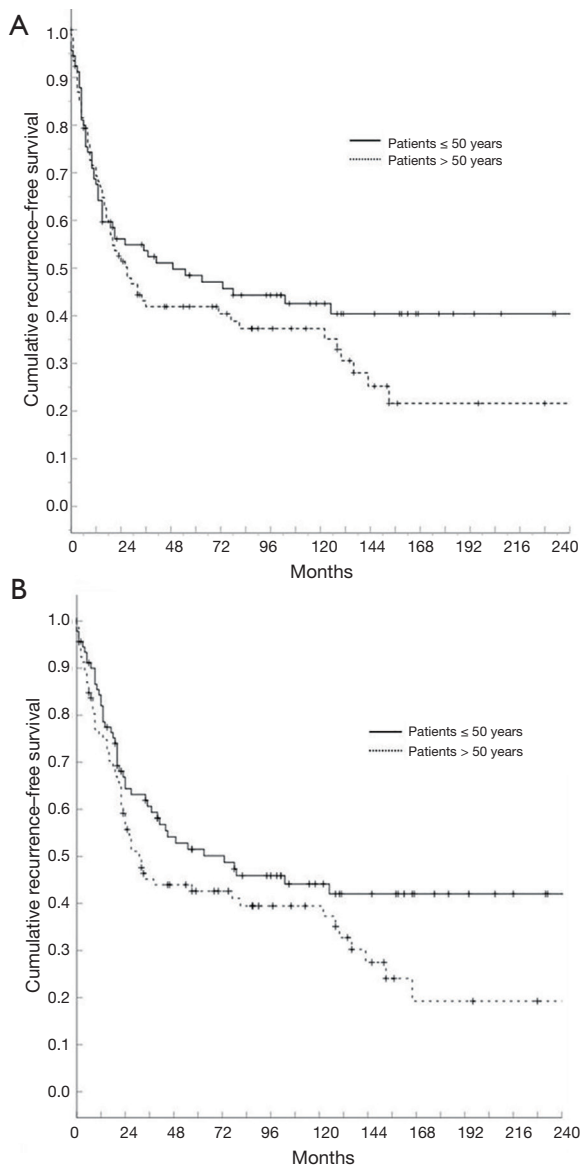 A
Cumulative recurrence–free survival
1.0
0.9
0.8
0.7
0.6
0.5
0.4
0.3
0.2
0.1
0.0
Patients ≤ 50 years
Patients > 50 years
0 24 48 72 96 120 144 168 192 216 240
Months
B
Cumulative recurrence–free survival
1.0
0.9
0.8
0.7
0.6
0.5
0.4
0.3
0.2
0.1
0.0
Patients ≤ 50 years
Patients > 50 years
0 24 48 72 96 120 144 168 192 216 240
Months